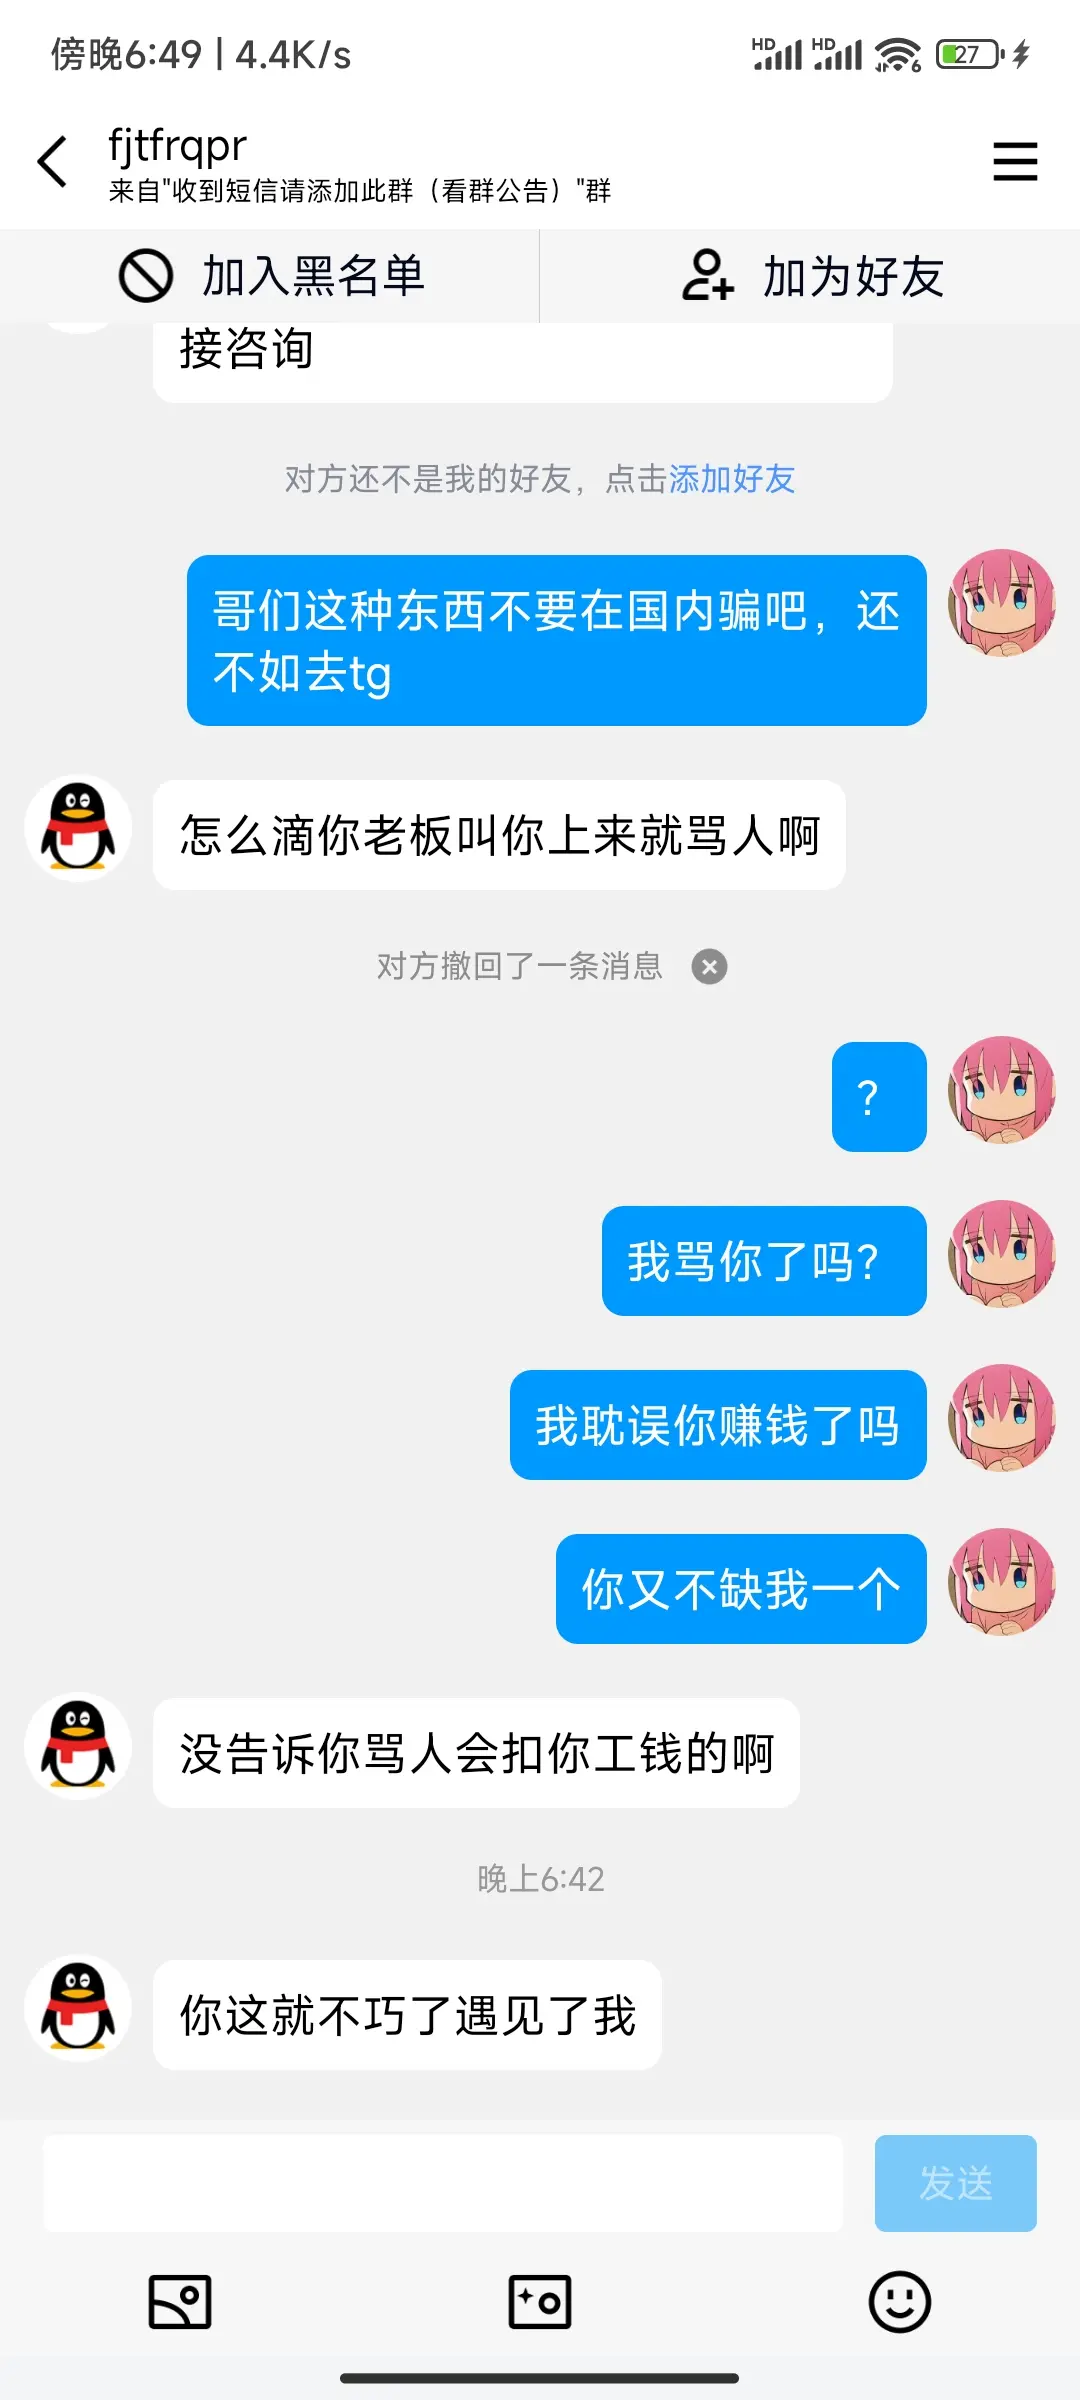 傍晚6:49 | 4.4K/s
HD HD 6 27
fjtfrqpr
来自"收到短信请添加此群（看群公告）"群
加入黑名单
加为好友
接咨询
对方还不是我的好友，点击添加好友
哥们这种东西不要在国内骗吧，还
不如去tg
怎么滴你老板叫你上来就骂人啊
对方撤回了一条消息
？
我骂你了吗？
我耽误你赚钱了吗
你又不缺我一个
没告诉你骂人会扣你工钱的啊
晚上6:42
你这就不巧了遇见了我
发送